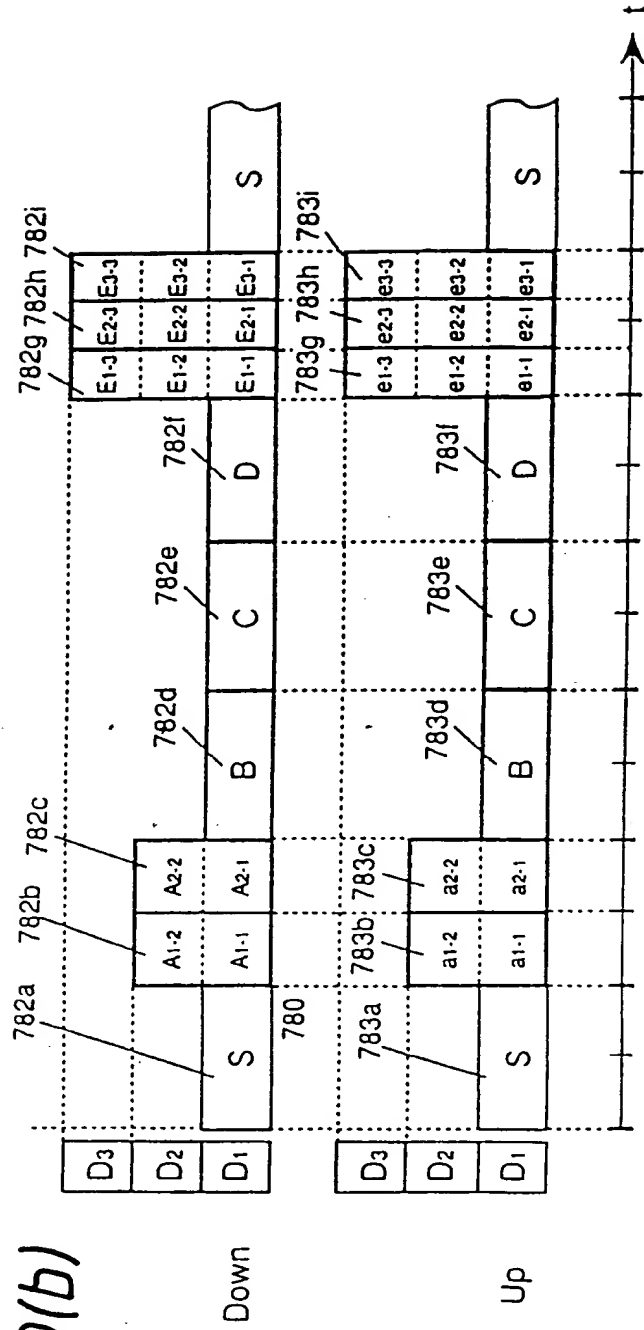 (b)
782a 782b 782c 782d 782e 782f 782g 782h 782i
D3 E1-3 E2-3 E3-3
D2 A1-2 A2-2 E1-2 E2-2 E3-2
Down D1 S A1-1 A2-1 B C D E1-1 E2-1 E3-1 S
780
783a 783b 783c 783d 783e 783f 783g 783h 783i
D3 e1-3 e2-3 e3-3
D2 a1-2 a2-2 e1-2 e2-2 e3-2
Up D1 S a1-1 a2-1 B C D e1-1 e2-1 e3-1 S
t